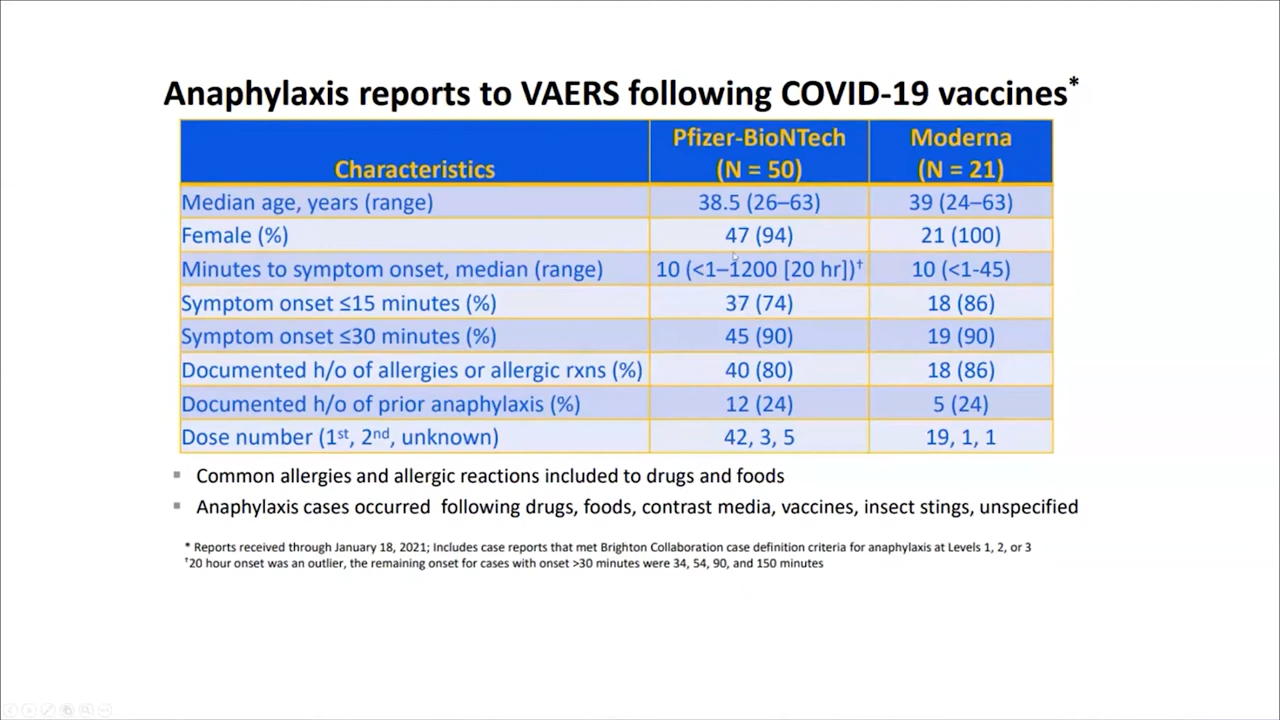 Anaphylaxis reports to VAERS following COVID-19 vaccines*
Characteristics Pfizer-BioNTech (N = 50) Moderna (N = 21)
Median age, years (range) 38.5 (26–63) 39 (24–63)
Female (%) 47 (94) 21 (100)
Minutes to symptom onset, median (range) 10 (<1–1200 [20 hr])† 10 (<1-45)
Symptom onset ≤15 minutes (%) 37 (74) 18 (86)
Symptom onset ≤30 minutes (%) 45 (90) 19 (90)
Documented h/o of allergies or allergic rxns (%) 40 (80) 18 (86)
Documented h/o of prior anaphylaxis (%) 12 (24) 5 (24)
Dose number (1st, 2nd, unknown) 42, 3, 5 19, 1, 1
▪ Common allergies and allergic reactions included to drugs and foods
▪ Anaphylaxis cases occurred following drugs, foods, contrast media, vaccines, insect stings, unspecified
* Reports received through January 18, 2021; Includes case reports that met Brighton Collaboration case definition criteria for anaphylaxis at Levels 1, 2, or 3
†20 hour onset was an outlier, the remaining onset for cases with onset >30 minutes were 34, 54, 90, and 150 minutes